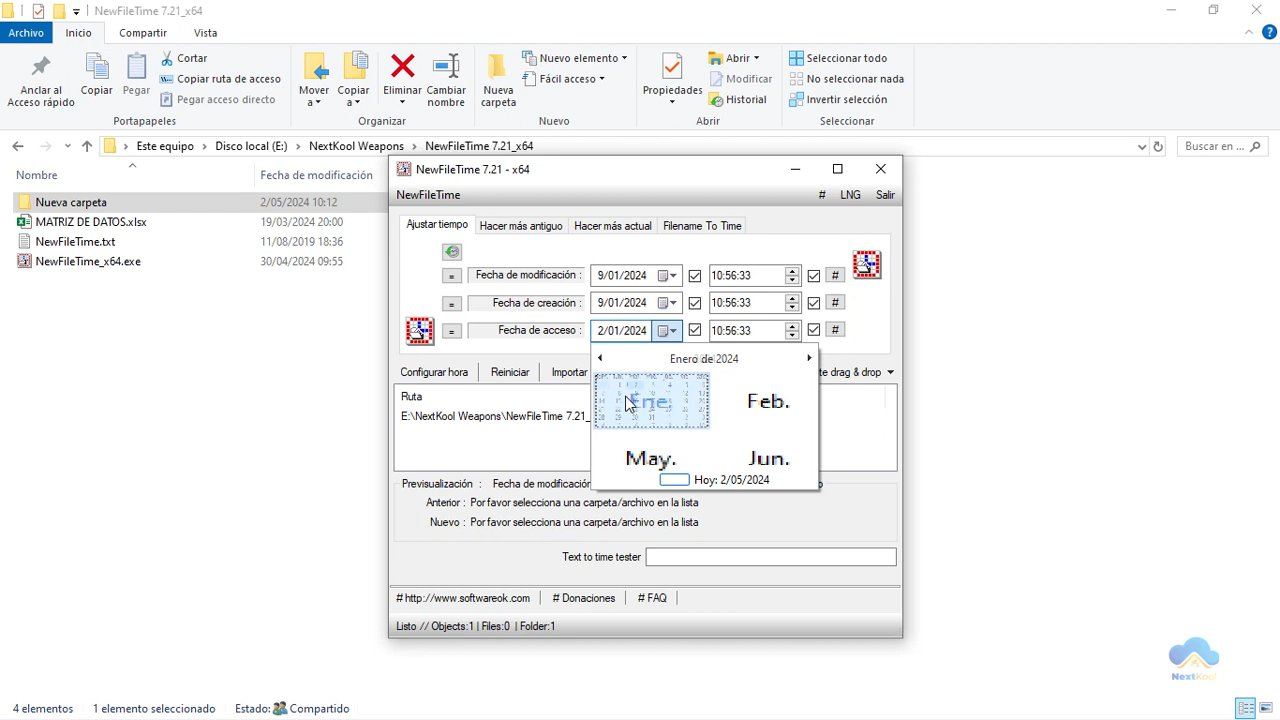 NewFileTime 7.21_x64
Archivo
Inicio
Compartir
Vista
Anclar al
Acceso rápido
Copiar
Pegar
Cortar
Copiar ruta de acceso
Pegar acceso directo
Portapapeles
Mover
a
Copiar
a
Eliminar
Cambiar
nombre
Organizar
Nueva
carpeta
Nuevo elemento
Fácil acceso
Nuevo
Propiedades
Abrir
Modificar
Historial
Abrir
Seleccionar todo
No seleccionar nada
Invertir selección
Seleccionar
Este equipo
Disco local (E:)
NextKool Weapons
NewFileTime 7.21_x64
Buscar en ...
Nombre
Fecha de modificación
Nueva carpeta
2/05/2024 10:12
MATRIZ DE DATOS.xlsx
19/03/2024 20:00
NewFileTime.txt
11/08/2019 18:36
NewFileTime_x64.exe
30/04/2024 09:55
NewFileTime 7.21 - x64
NewFileTime
#
LNG
Salir
Ajustar tiempo
Hacer más antiguo
Hacer más actual
Filename To Time
=
Fecha de modificación :
9/01/2024
10:56:33
#
=
Fecha de creación :
9/01/2024
10:56:33
#
=
Fecha de acceso :
2/01/2024
10:56:33
#
Enero de 2024
Ene.
Feb.
May.
Jun.
Hoy: 2/05/2024
Configurar hora
Reiniciar
Importar
te drag & drop
Ruta
E:\NextKool Weapons\NewFileTime 7.21_
Previsualización :
Fecha de modificación
Anterior : Por favor selecciona una carpeta/archivo en la lista
Nuevo : Por favor selecciona una carpeta/archivo en la lista
Text to time tester
# http://www.softwareok.com
# Donaciones
# FAQ
Listo // Objects:1 | Files:0 | Folder:1
NextKool
4 elementos
1 elemento seleccionado
Estado:
Compartido